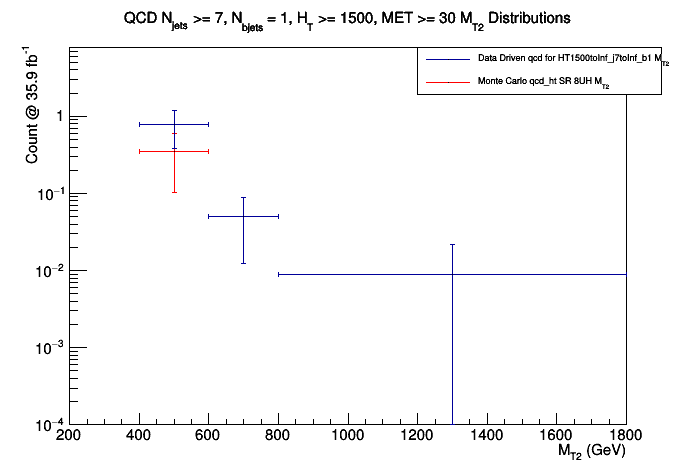 QCD N_jets >= 7, N_bjets = 1, H_T >= 1500, MET >= 30 M_T2 Distributions
Data Driven qcd for HT1500toInf_j7toInf_b1 M_T2
Monte Carlo qcd_ht SR 8UH M_T2
Count @ 35.9 fb^-1
1
10^-1
10^-2
10^-3
10^-4
200 400 600 800 1000 1200 1400 1600 1800
M_T2 (GeV)